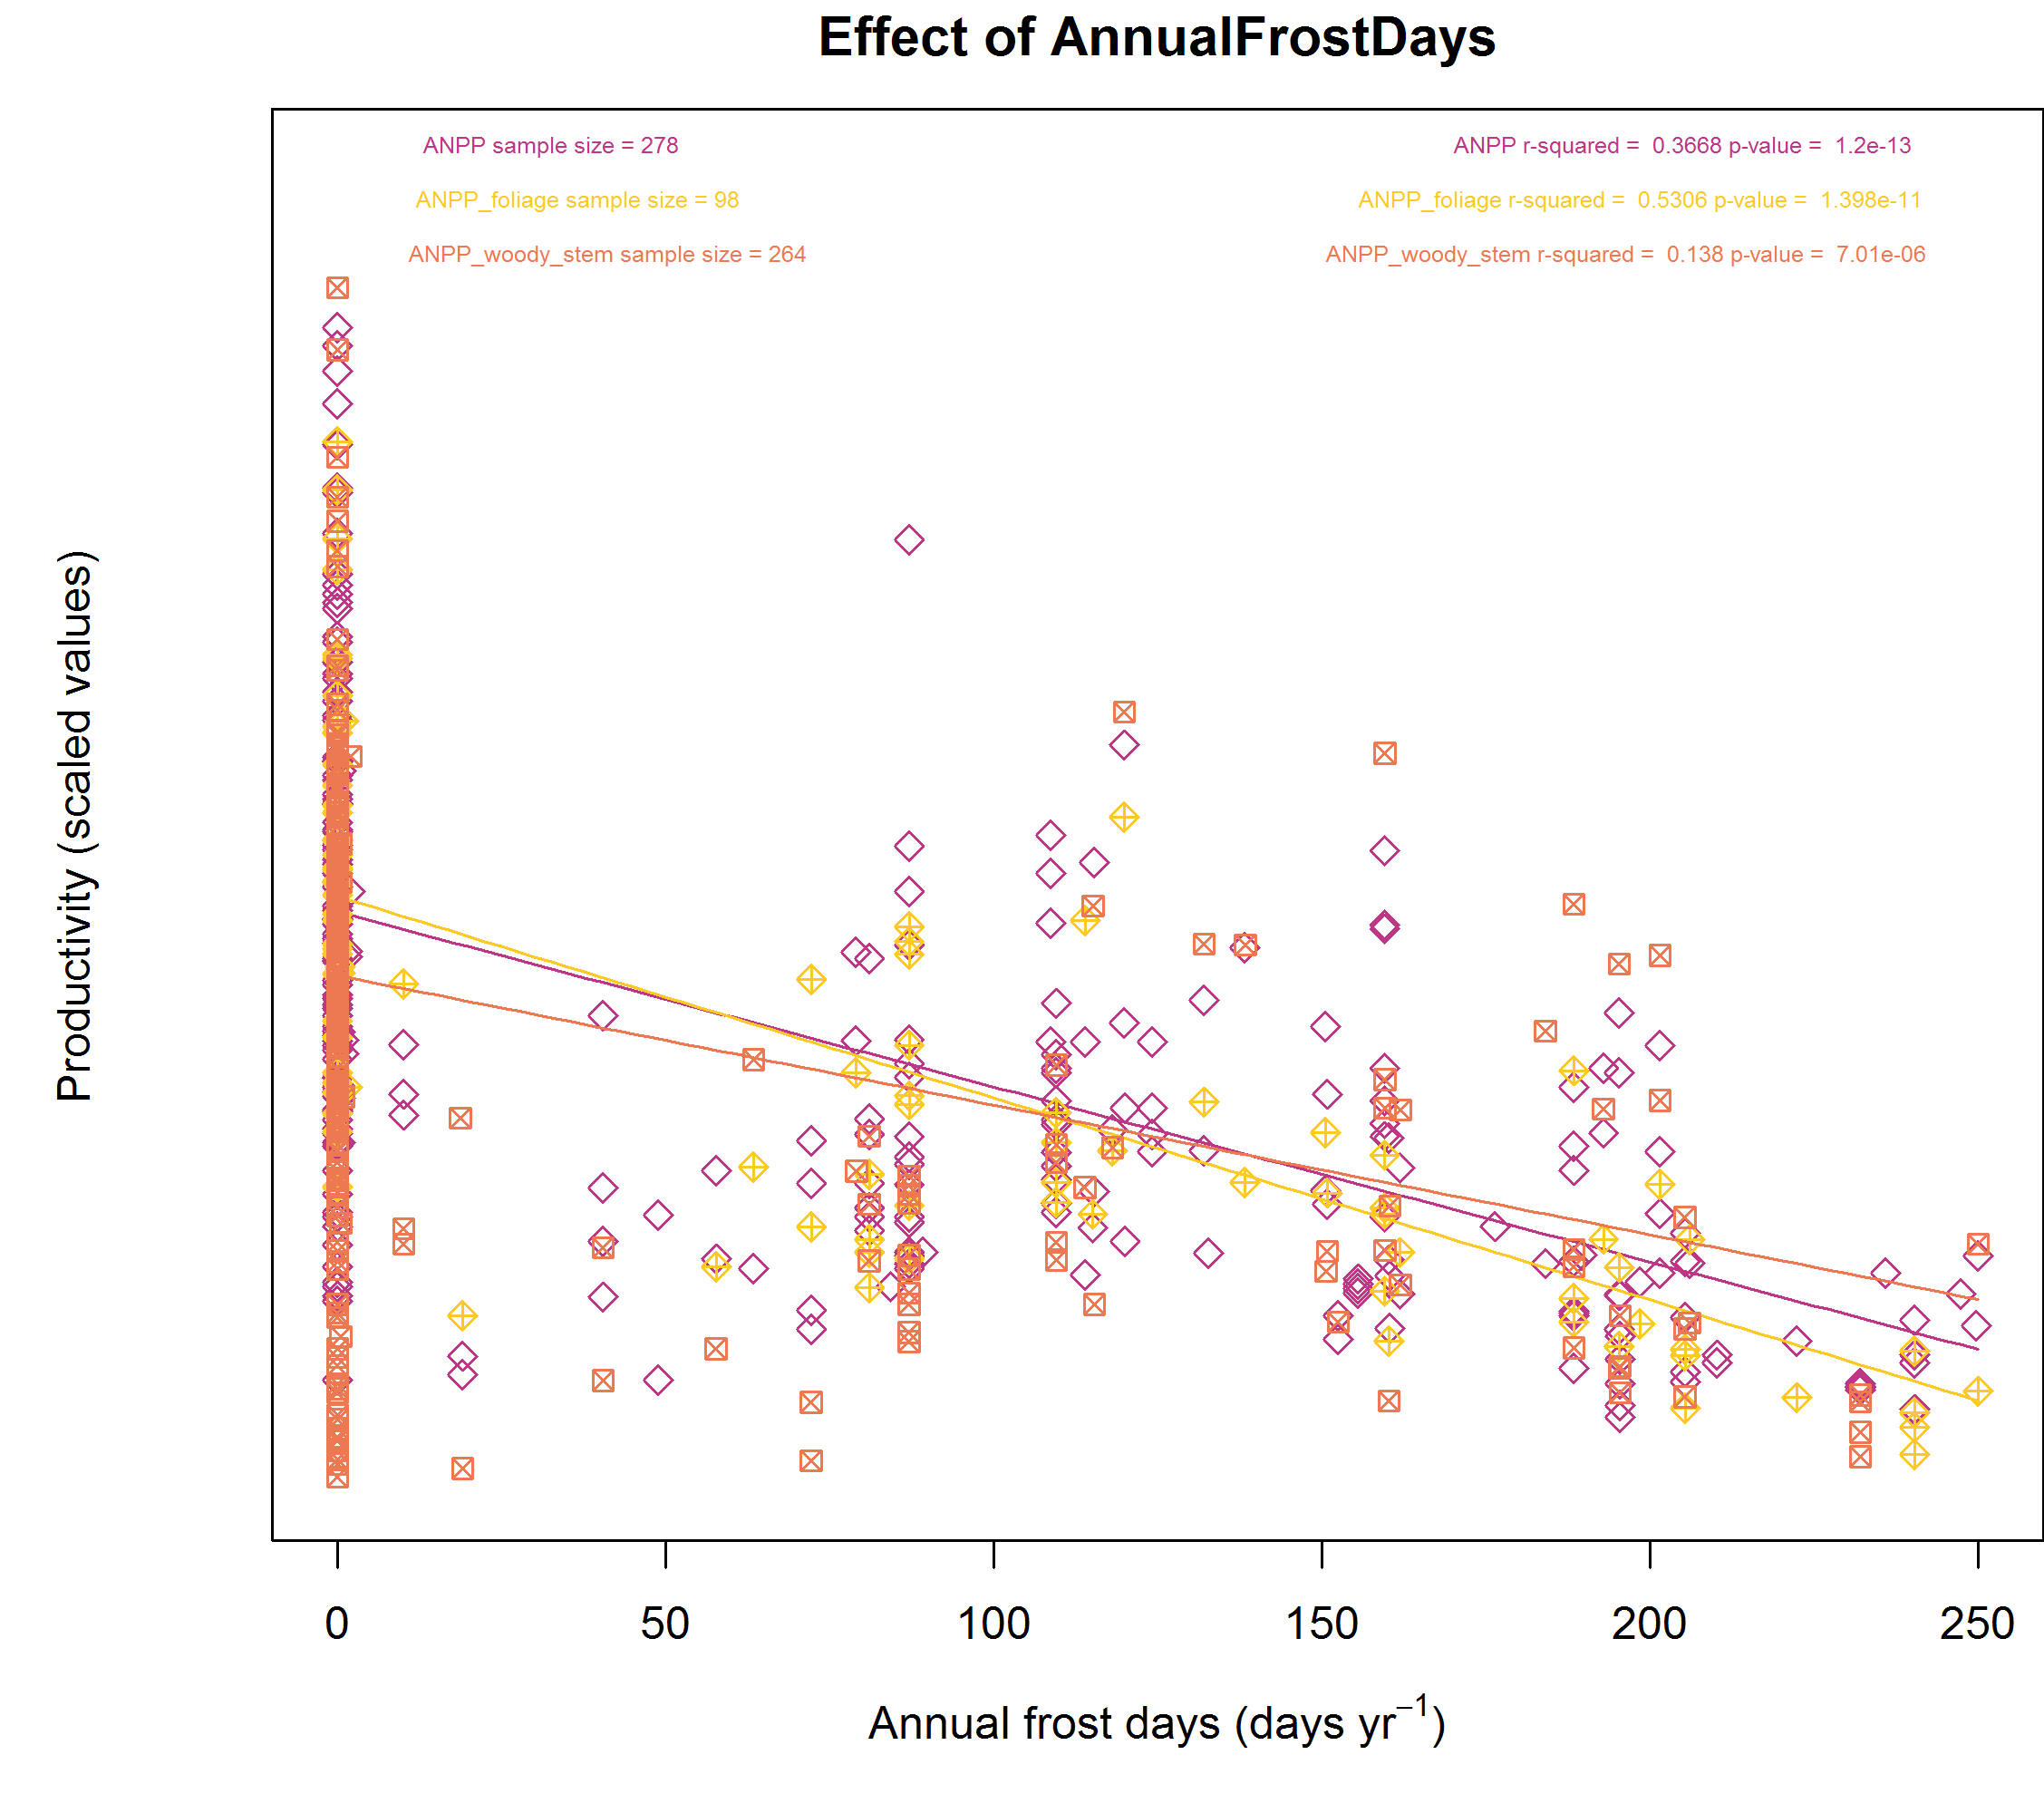 Effect of AnnualFrostDays
ANPP sample size = 278
ANPP r-squared = 0.3668 p-value = 1.2e-13
ANPP_foliage sample size = 98
ANPP_foliage r-squared = 0.5306 p-value = 1.398e-11
ANPP_woody_stem sample size = 264
ANPP_woody_stem r-squared = 0.138 p-value = 7.01e-06
Productivity (scaled values)
0 50 100 150 200 250
Annual frost days (days yr⁻¹)